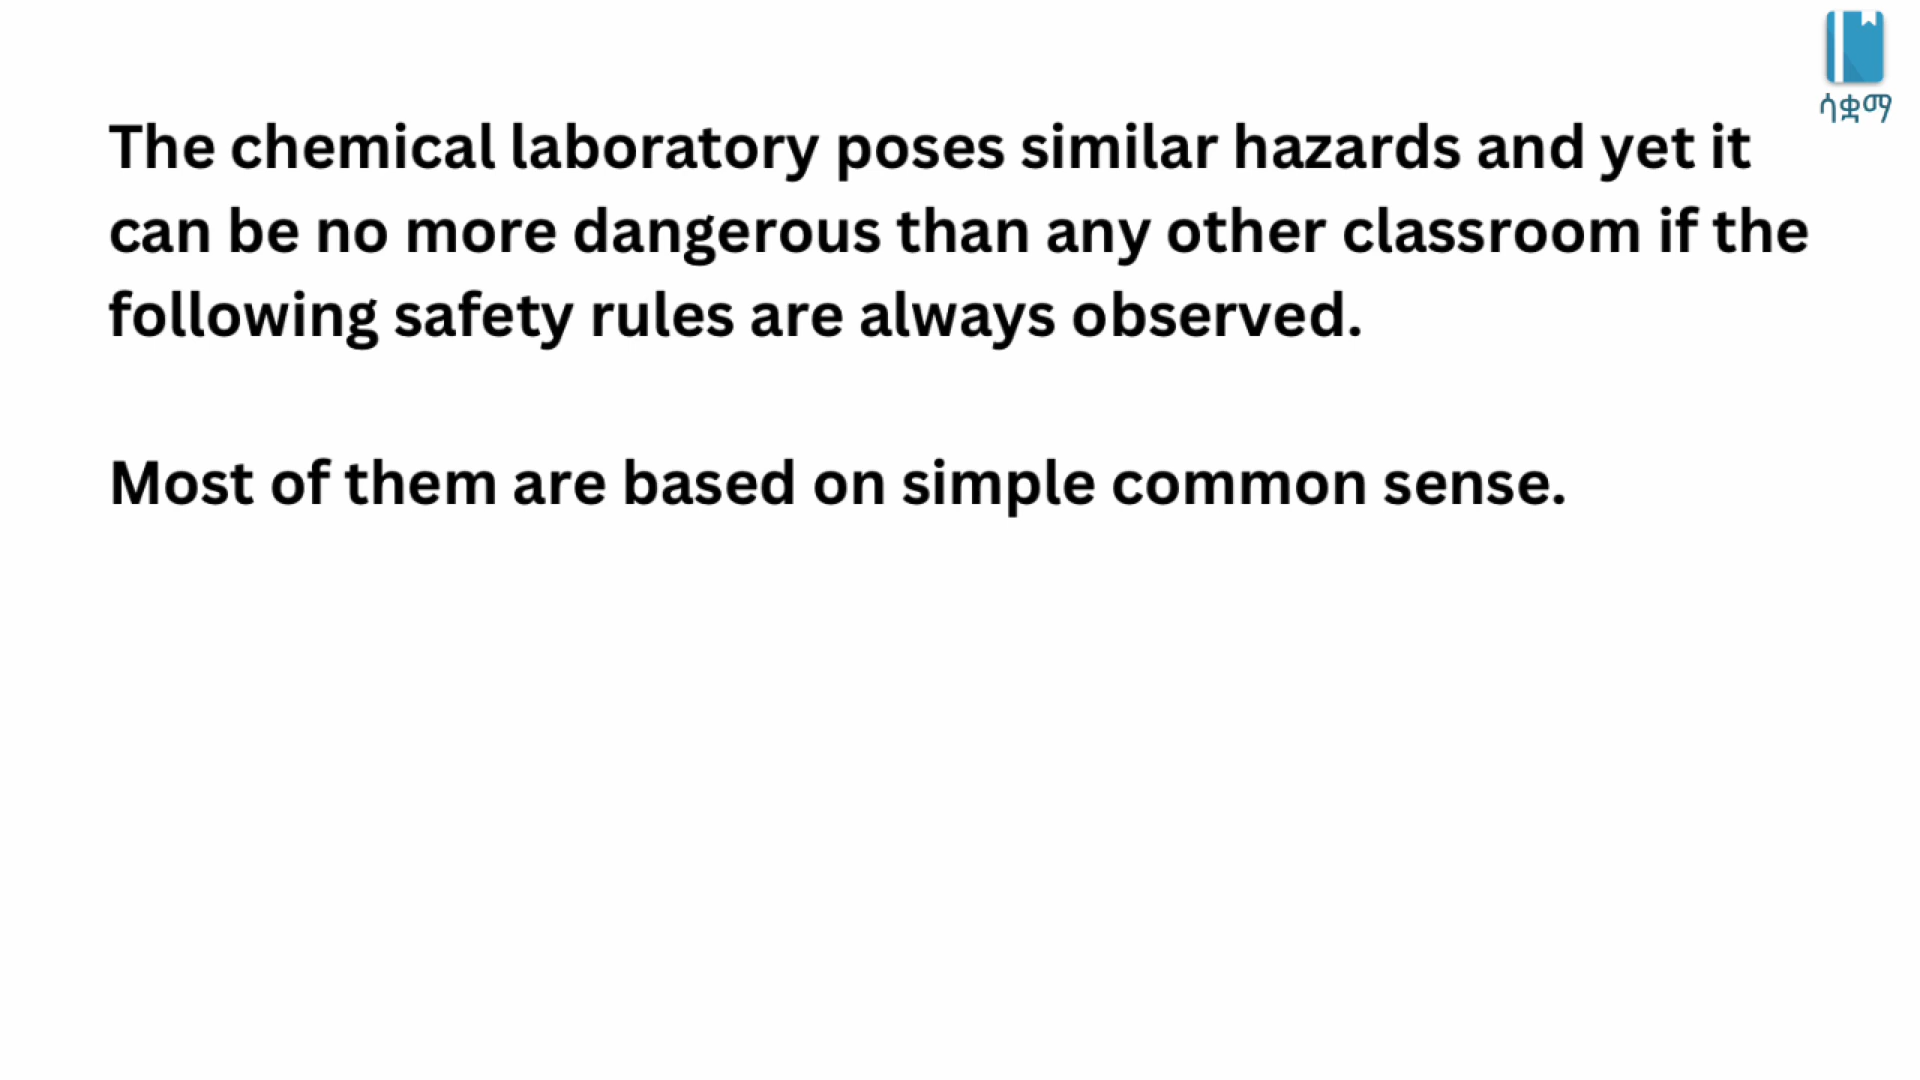 ሳቋማ
The chemical laboratory poses similar hazards and yet it
can be no more dangerous than any other classroom if the
following safety rules are always observed.
Most of them are based on simple common sense.